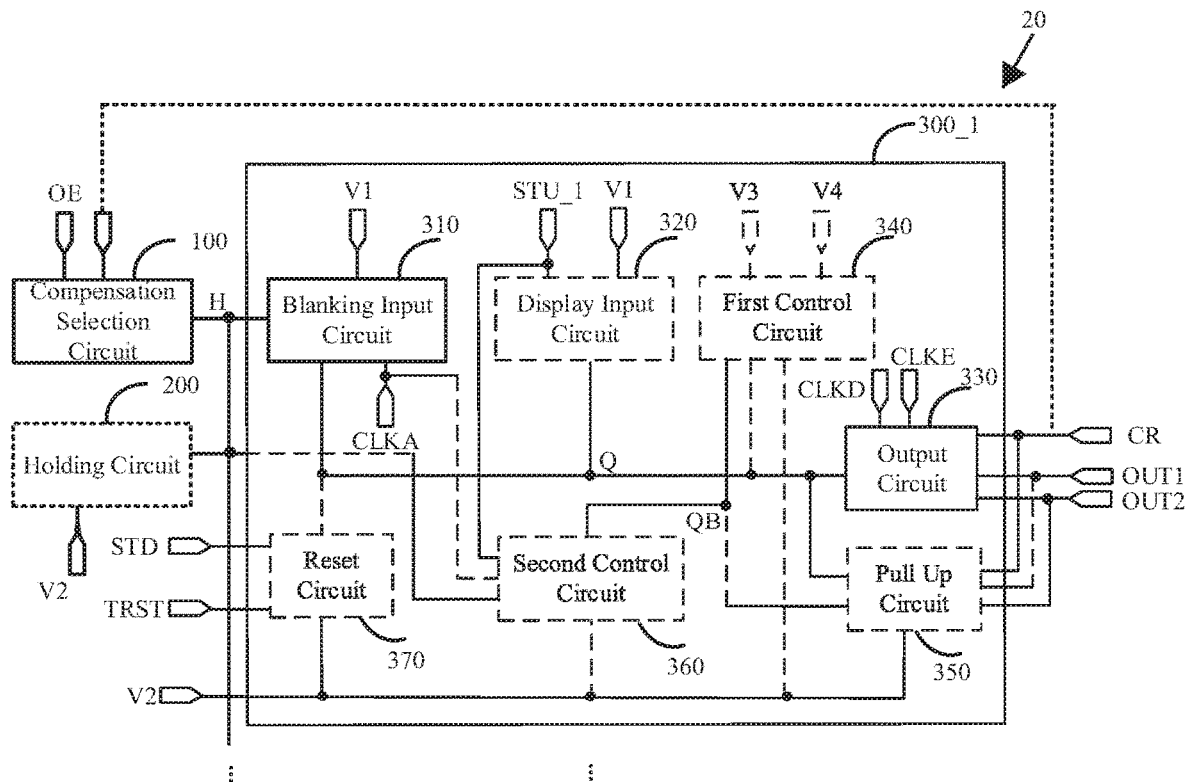 20
300_1
OE
V1
STU_1
V1
V3
V4
100
310
320
340
Compensation
Selection
Circuit
H
Blanking Input
Circuit
Display Input
Circuit
First Control
Circuit
200
CLKA
CLKD
CLKE
330
Holding Circuit
Q
Output
Circuit
CR
OUT1
OUT2
QB
V2
STD
TRST
Reset
Circuit
Second Control
Circuit
Pull Up
Circuit
370
360
350
V2